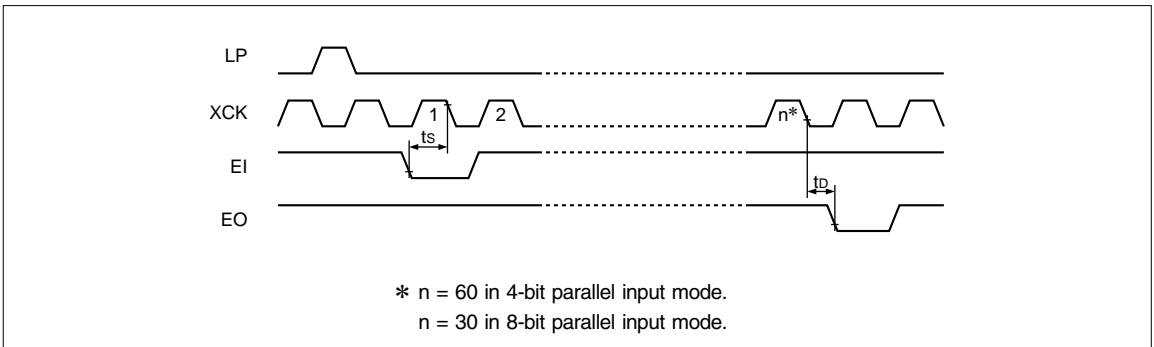 LP
XCK
1
2
n*
ts
EI
tD
EO
* n = 60 in 4-bit parallel input mode.
n = 30 in 8-bit parallel input mode.